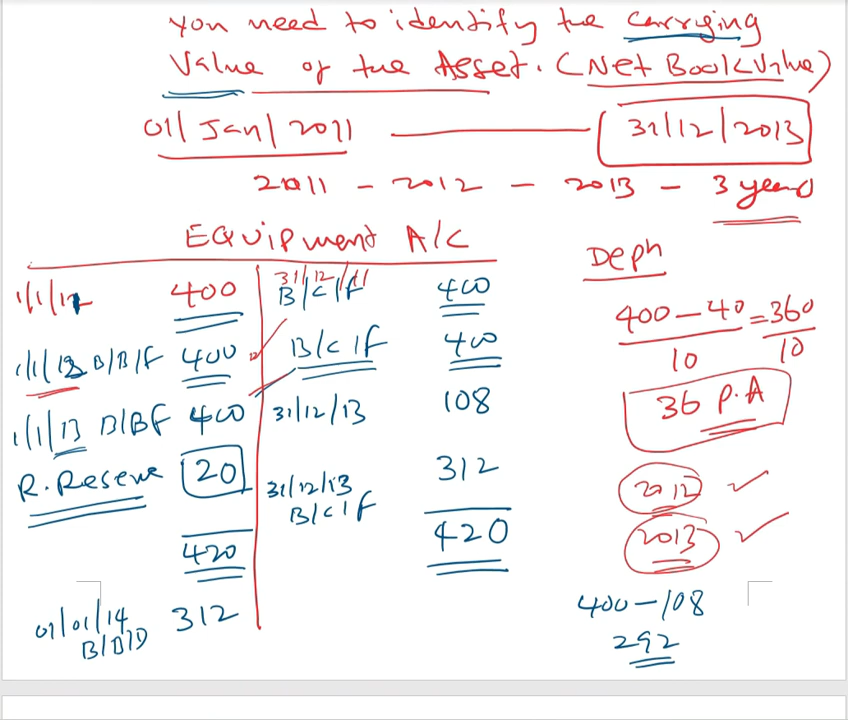 you need to identify the carrying
Value of the Asset. (Net Book Value)
01/Jan/2011 31/12/2013
2011 - 2012 - 2013 - 3 years
Equipment A/C
1/1/11 400 31/12/11 B/C/F 400
1/1/12 B/B/F 400 B/C/F 400
1/1/13 B/BF 400 31/12/13 108
R. Reserve 20 31/12/13 B/C/F 312
420 420
01/01/14 B/B/D 312
Deph
400 - 40 = 360
10 10
36 P.A
2012
2013
400 - 108
292